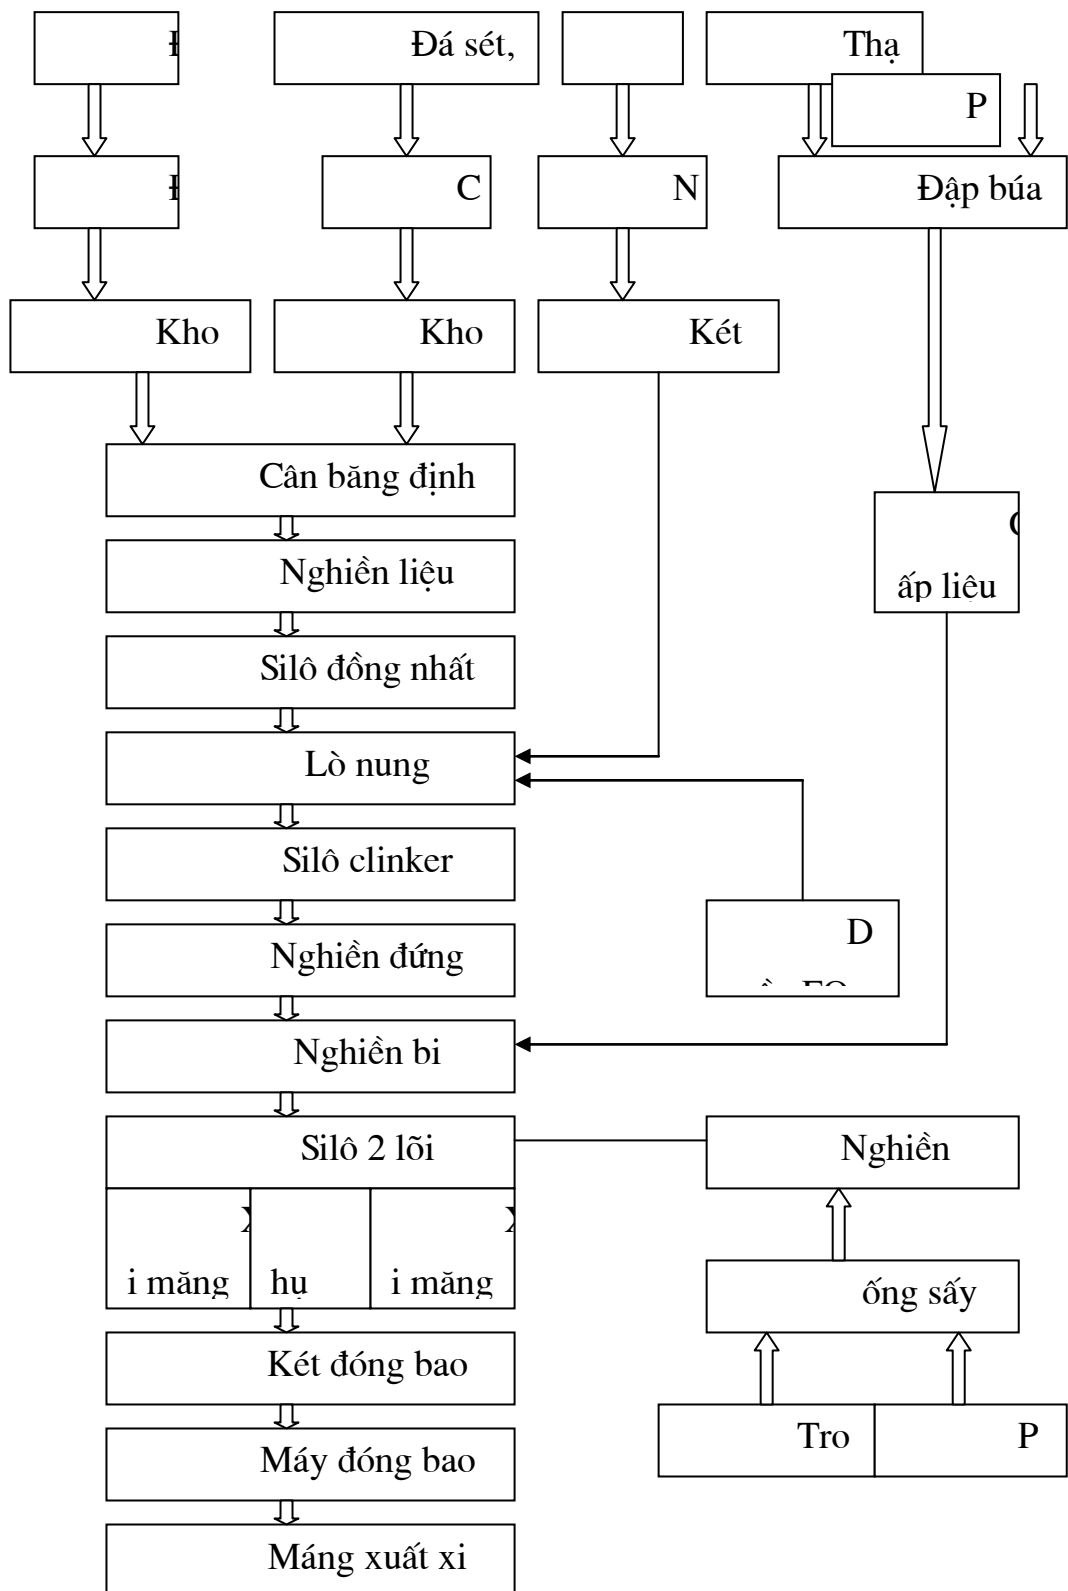 Đá sét,
Thạ
P
C
N
Đập búa
Kho
Kho
Két
Cân băng định
ấp liệu
Nghiền liệu
Silô đồng nhất
Lò nung
Silô clinker
D
Nghiền đứng
Nghiền bi
Silô 2 lõi
Nghiền
i măng
hụ
i măng
ống sấy
Két đóng bao
Tro
P
Máy đóng bao
Máng xuất xi